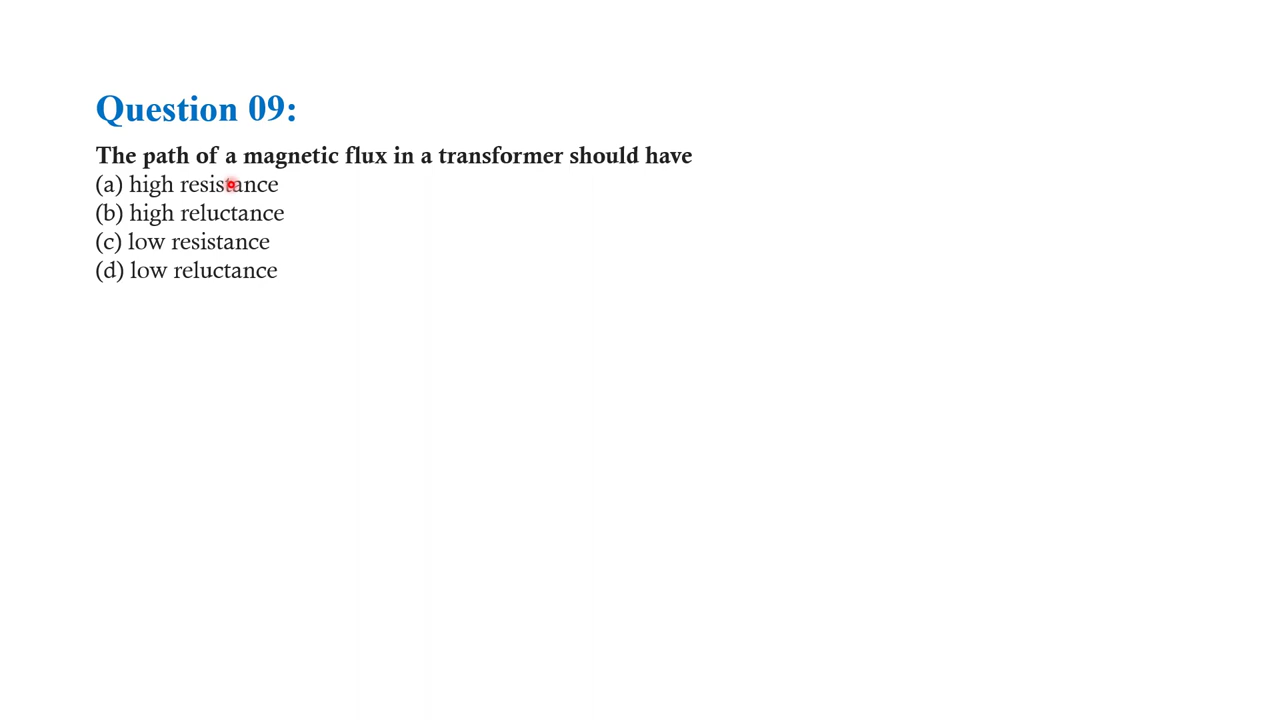 Question 09:
The path of a magnetic flux in a transformer should have
(a) high resistance
(b) high reluctance
(c) low resistance
(d) low reluctance